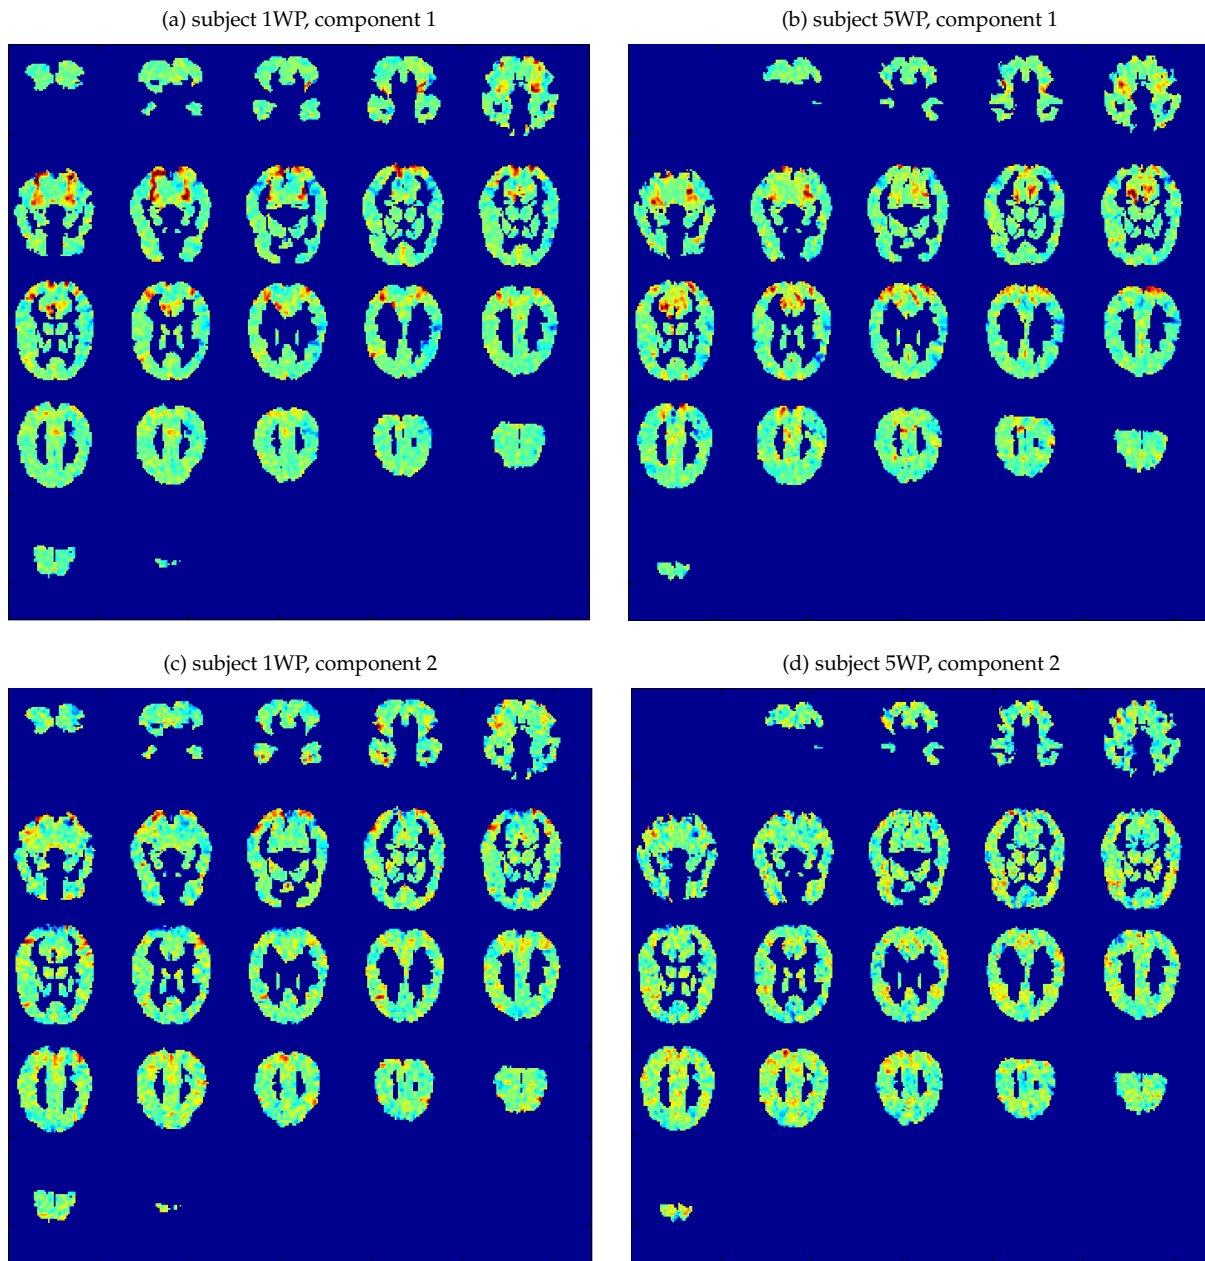 (a) subject 1WP, component 1
(b) subject 5WP, component 1
(c) subject 1WP, component 2
(d) subject 5WP, component 2